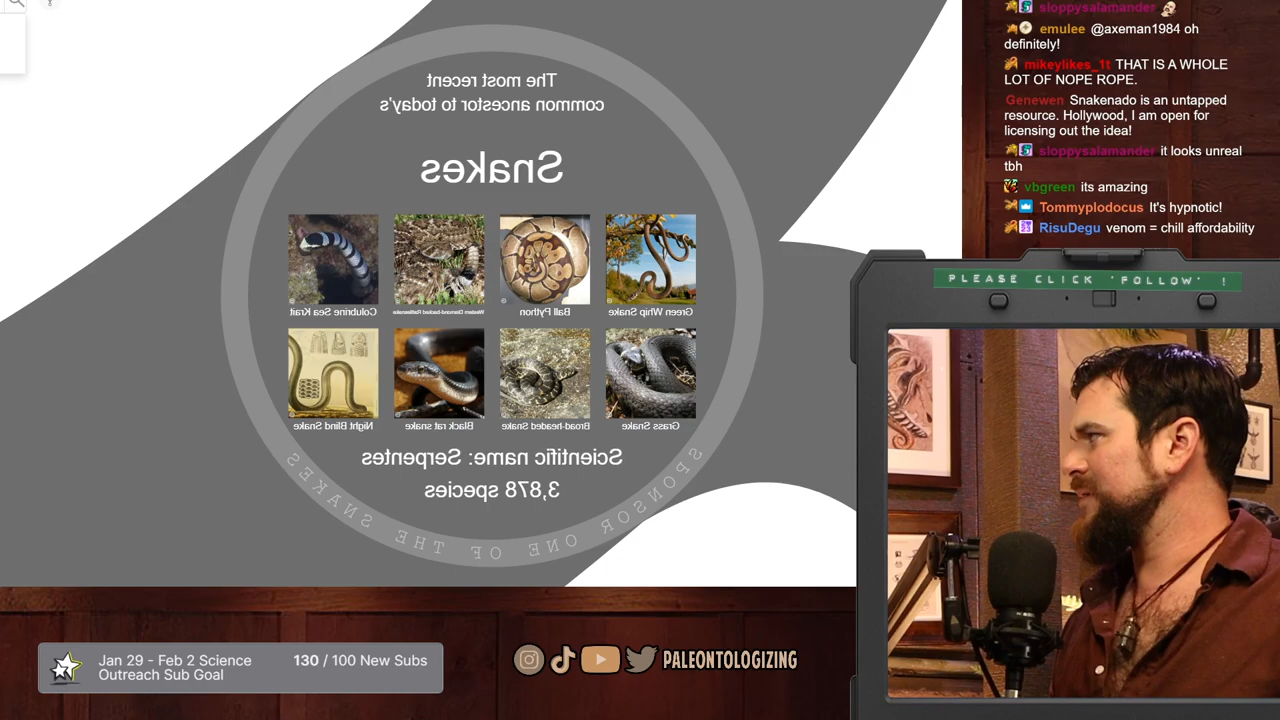 The most recent
common ancestor to today's
Snakes
Colubrine Sea Krait
Western Diamond-backed Rattlesnake
Ball Python
Green Whip Snake
Night Blind Snake
Black rat snake
Broad-headed Snake
Grass Snake
Scientific name: Serpentes
3,878 species
SPONSOR ONE OF THE SNAKES
sloppysalamander
emulee @axeman1984 oh
definitely!
mikeylikes_1t THAT IS A WHOLE
LOT OF NOPE ROPE.
Genewen Snakenado is an untapped
resource. Hollywood, I am open for
licensing out the idea!
sloppysalamander it looks unreal
tbh
vbgreen its amazing
Tommyplodocus It's hypnotic!
RisuDegu venom = chill affordability
PLEASE CLICK 'FOLLOW' !
Jan 29 - Feb 2 Science
Outreach Sub Goal
130 / 100 New Subs
PALEONTOLOGIZING